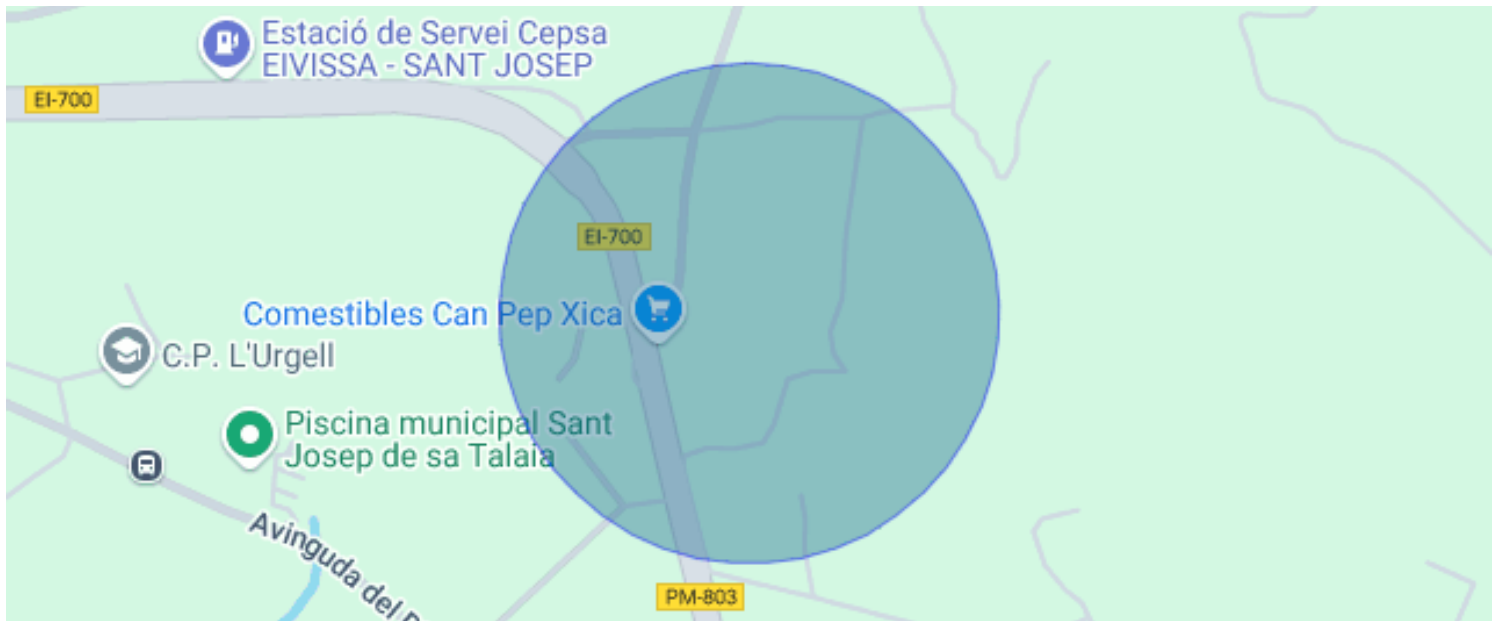 Estació de Servei Cepsa
EIVISSA - SANT JOSEP
EI-700
EI-700
Comestibles Can Pep Xica
C.P. L'Urgell
Piscina municipal Sant
Josep de sa Talaia
Avinguda del
PM-803